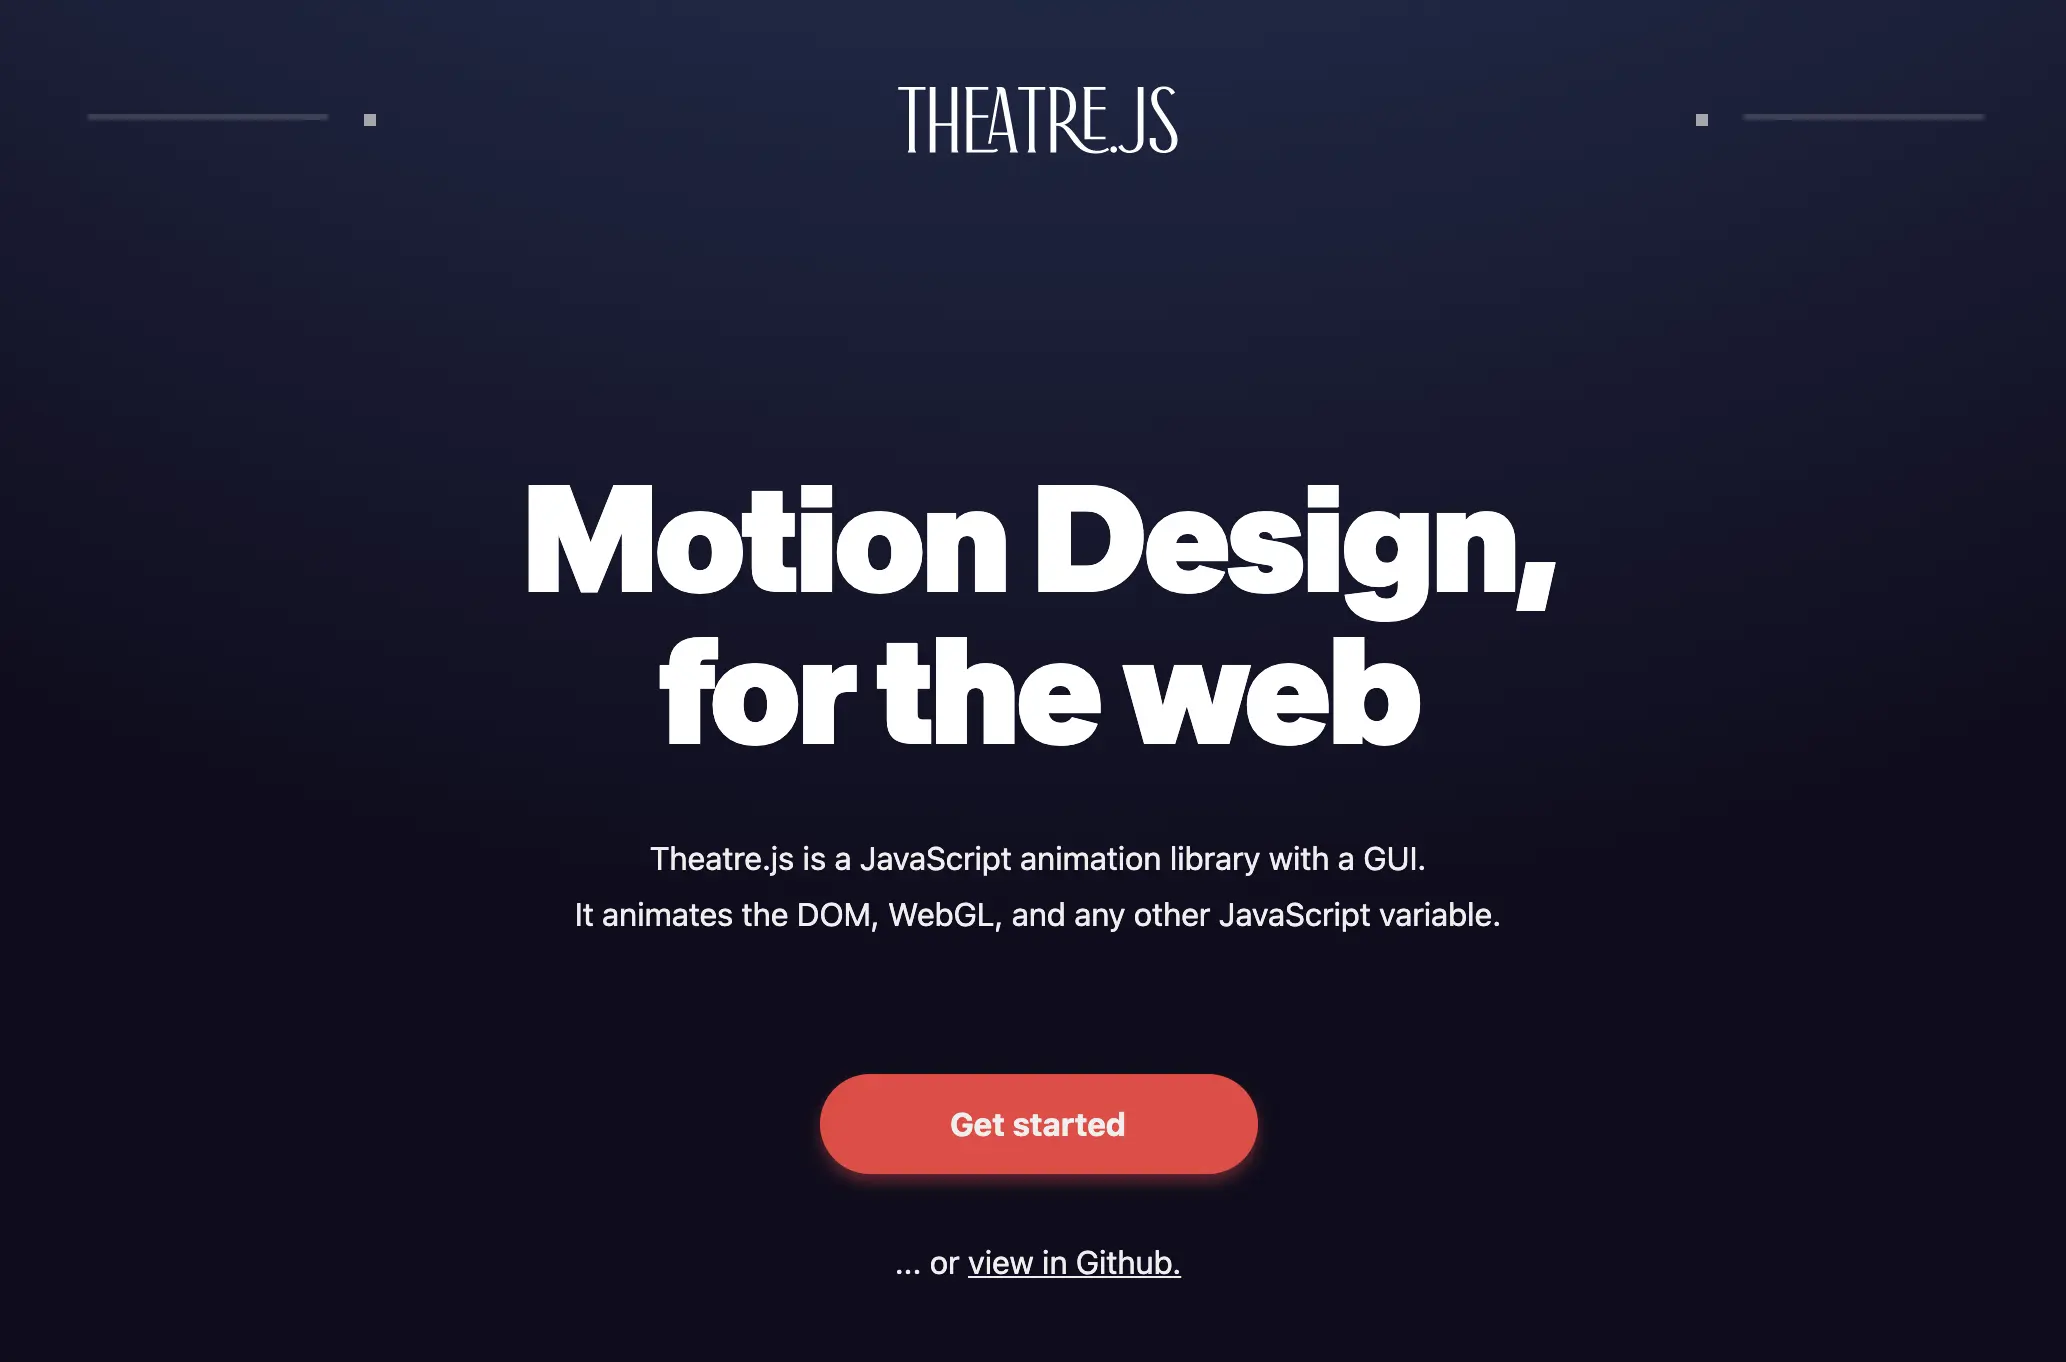 THEATRE.JS
Motion Design,
for the web
Theatre.js is a JavaScript animation library with a GUI.
It animates the DOM, WebGL, and any other JavaScript variable.
Get started
... or view in Github.